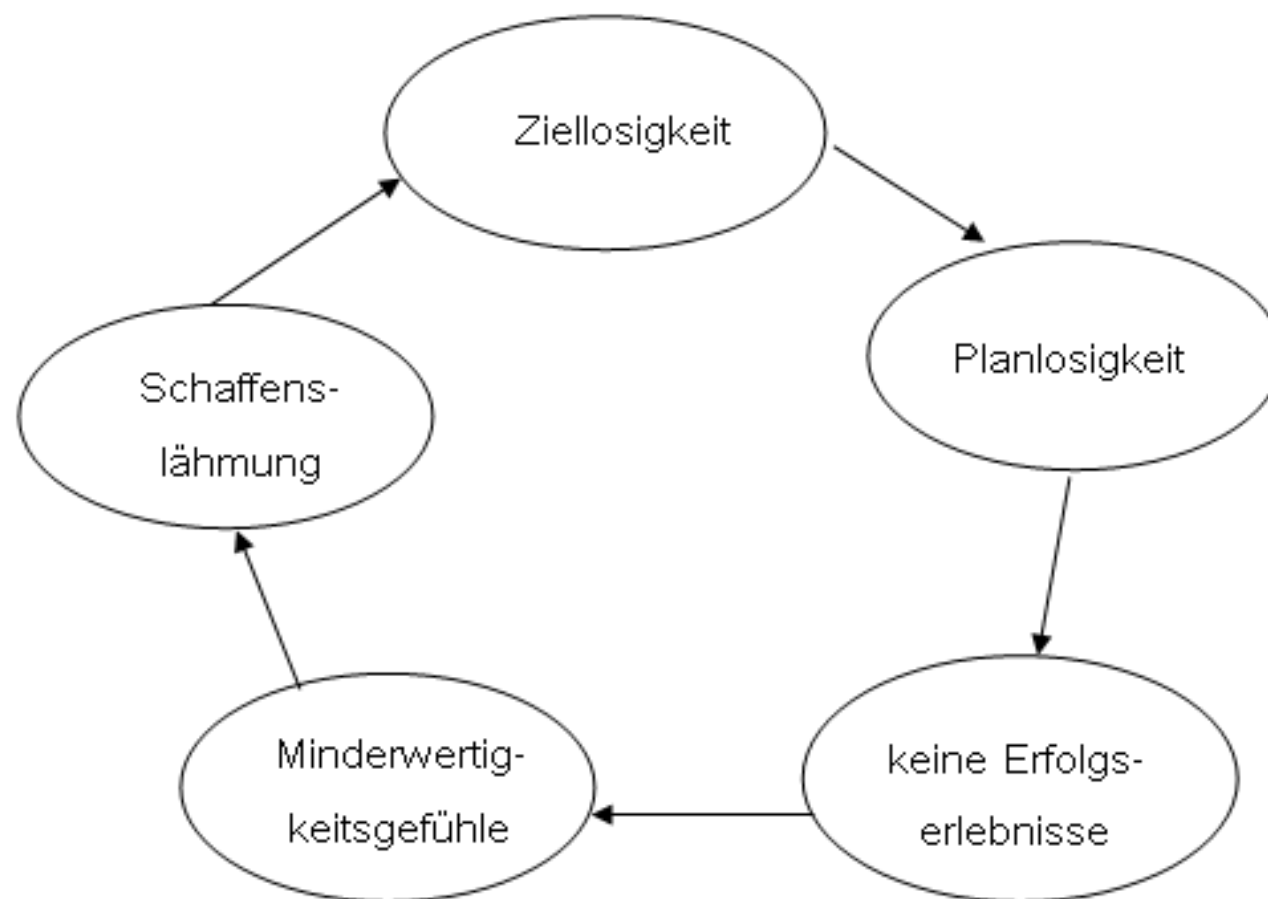 Ziellosigkeit
Planlosigkeit
keine Erfolgs-
erlebnisse
Minderwertig-
keitsgefühle
Schaffens-
lähmung